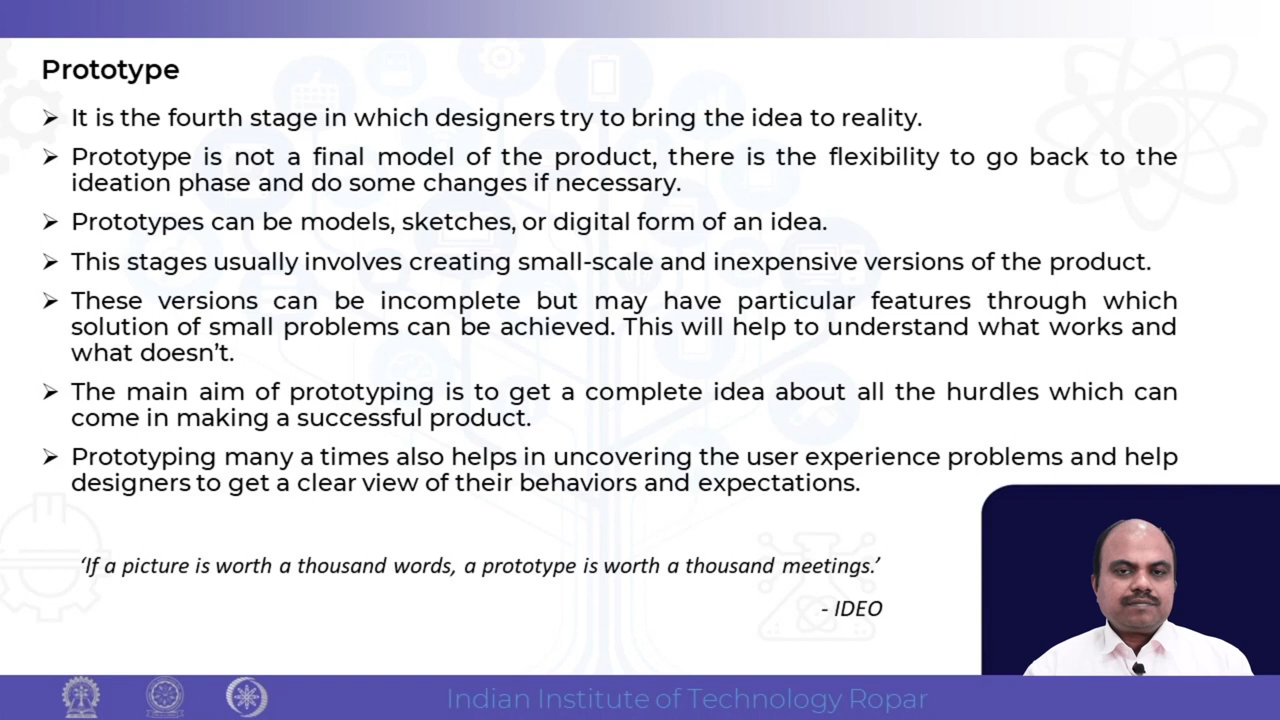 Prototype
➢ It is the fourth stage in which designers try to bring the idea to reality.
➢ Prototype is not a final model of the product, there is the flexibility to go back to the
ideation phase and do some changes if necessary.
➢ Prototypes can be models, sketches, or digital form of an idea.
➢ This stages usually involves creating small-scale and inexpensive versions of the product.
➢ These versions can be incomplete but may have particular features through which
solution of small problems can be achieved. This will help to understand what works and
what doesn’t.
➢ The main aim of prototyping is to get a complete idea about all the hurdles which can
come in making a successful product.
➢ Prototyping many a times also helps in uncovering the user experience problems and help
designers to get a clear view of their behaviors and expectations.
‘If a picture is worth a thousand words, a prototype is worth a thousand meetings.’
- IDEO
Indian Institute of Technology Ropar